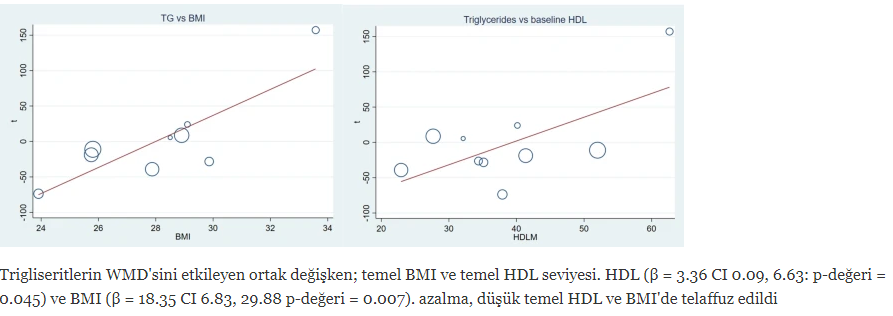 TG vs BMI
150
100
50
0
-50
-100
t
24
26
28
30
32
34
BMI
Triglycerides vs baseline HDL
150
100
50
0
-50
-100
t
20
30
40
50
60
HDLM
Trigliseritlerin WMD'sini etkileyen ortak değişken; temel BMI ve temel HDL seviyesi. HDL (β = 3.36 CI 0.09, 6.63: p-değeri =
0.045) ve BMI (β = 18.35 CI 6.83, 29.88 p-değeri = 0.007). azalma, düşük temel HDL ve BMI'de telaffuz edildi